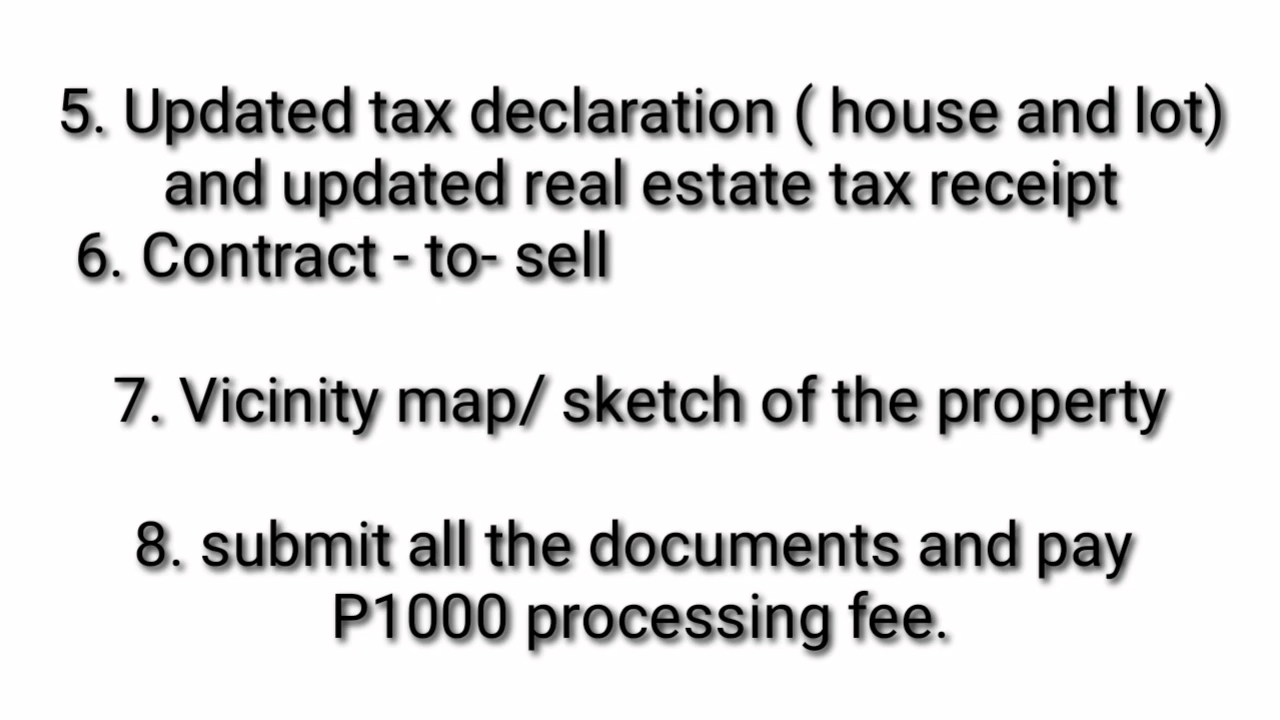 5. Updated tax declaration ( house and lot)
and updated real estate tax receipt
6. Contract - to- sell
7. Vicinity map/ sketch of the property
8. submit all the documents and pay
P1000 processing fee.